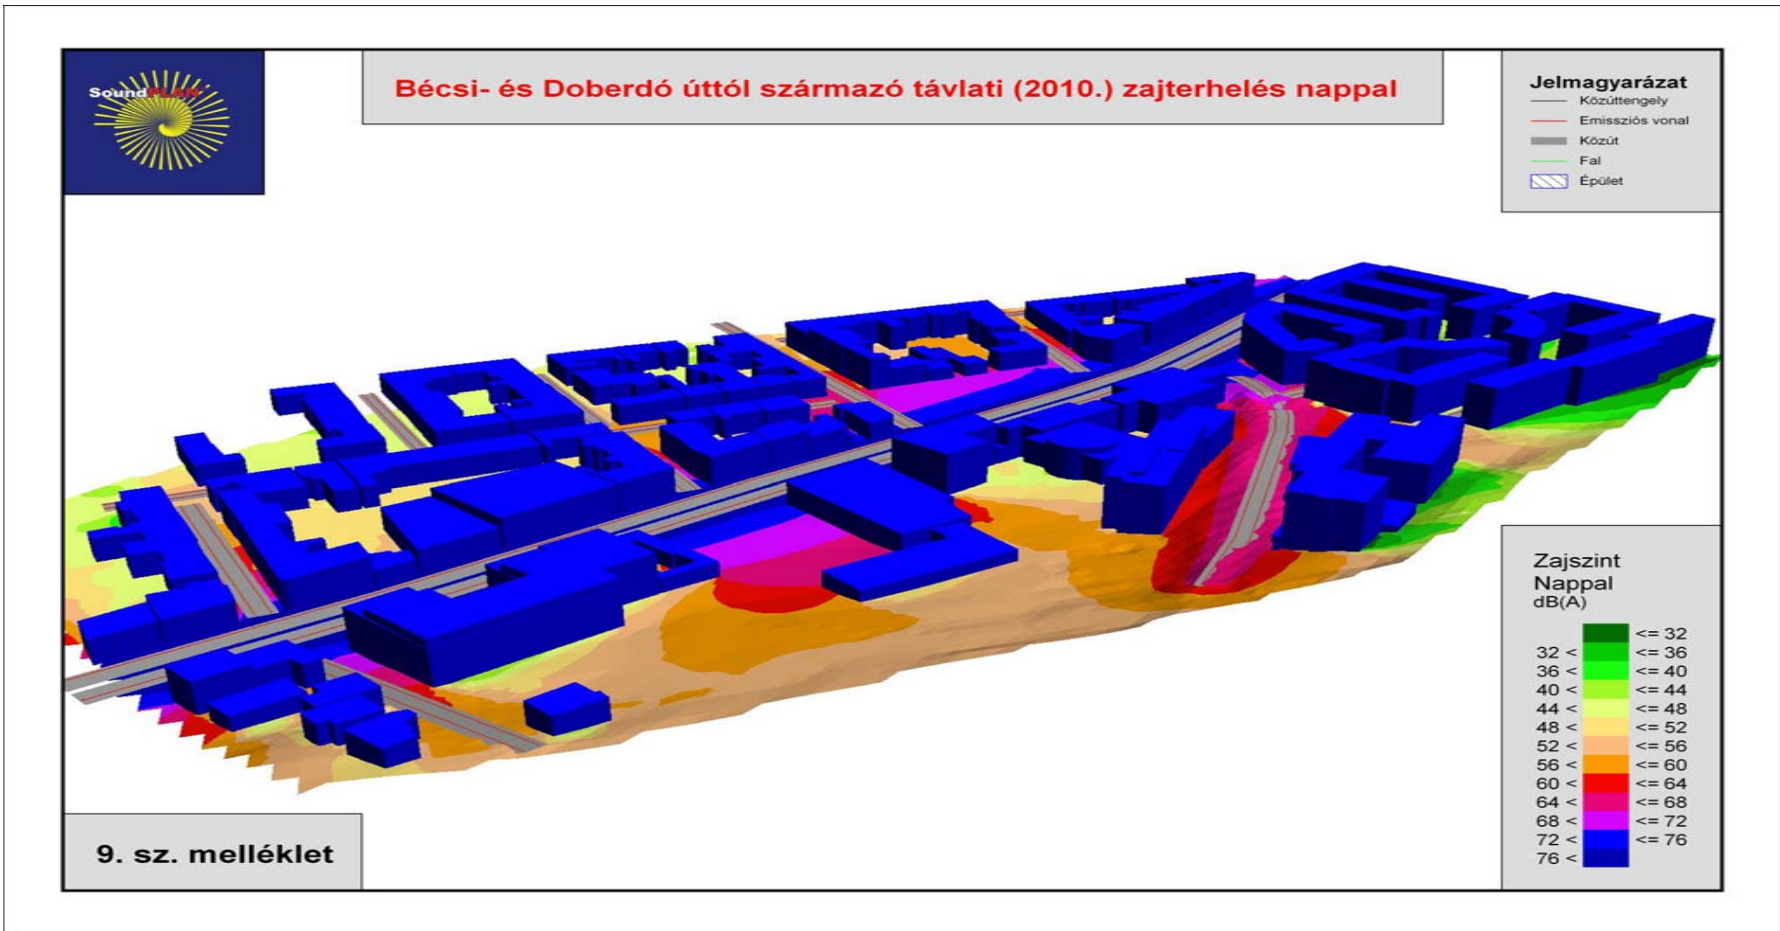 SoundPLAN
Bécsi- és Doberdó úttól származó távlati (2010.) zajterhelés nappal
Jelmagyarázat
Közúttengely
Emissziós vonal
Közút
Fal
Épület
Zajszint
Nappal
dB(A)
<= 32
32 < <= 36
36 < <= 40
40 < <= 44
44 < <= 48
48 < <= 52
52 < <= 56
56 < <= 60
60 < <= 64
64 < <= 68
68 < <= 72
72 < <= 76
76 <
9. sz. melléklet